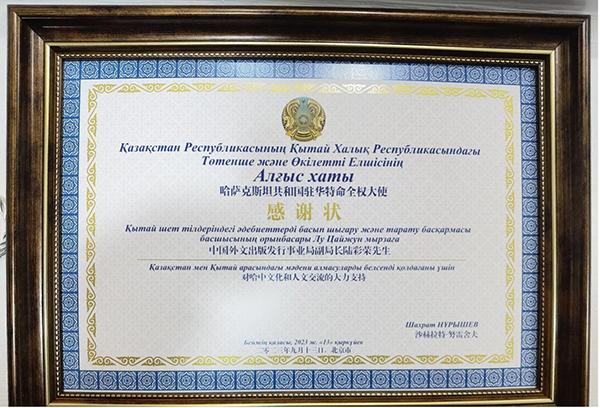 Қазақстан Республикасының Қытай Халық Республикасындағы
Төтенше және Өкілетті Елшісінің
Алғыс хаты
哈萨克斯坦共和国驻华特命全权大使
感谢状
Қытай шет тілдеріндегі әдебиеттерді басып шығару және тарату басқармасы
басшысының орынбасары Лу Цайжун мырзаға
中国外文出版发行事业局副局长陆彩荣先生
Қазақстан мен Қытай арасындағы мәдени алмасуларды белсенді қолдағаны үшін
对哈中文化和人文交流的大力支持
Шахрат НҰРЫШЕВ
沙赫拉特·努雷舍夫
Бейжің қаласы, 2023 ж. «13» қыркүйек
二〇二三年九月十三日, 北京市